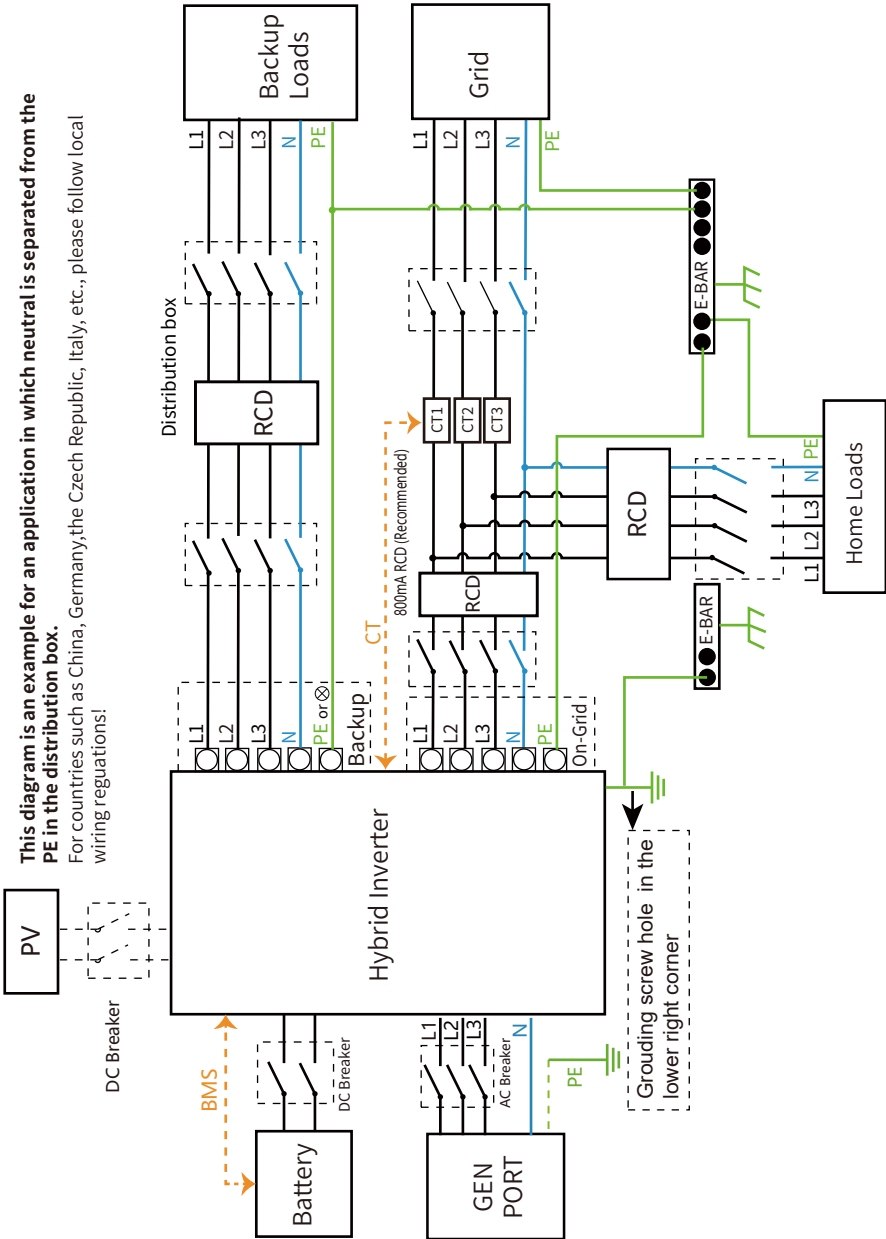 This diagram is an example for an application in which neutral is separated from the
PE in the distribution box.
For countries such as China, Germany,the Czech Republic, Italy, etc., please follow local
wiring reguations!
PV
DC Breaker
BMS
Battery
DC Breaker
GEN
PORT
L1
L2
L3
N
AC Breaker
PE
Hybrid Inverter
Grouding screw hole in the
lower right corner
Backup
L1
L2
L3
N
PE or
On-Grid
L1
L2
L3
N
PE
CT
800mA RCD (Recommended)
RCD
CT1
CT2
CT3
Distribution box
RCD
L1
L2
L3
N
PE
Backup
Loads
L1
L2
L3
N
PE
Grid
E-BAR
E-BAR
RCD
L1
L2
L3
N
PE
Home Loads